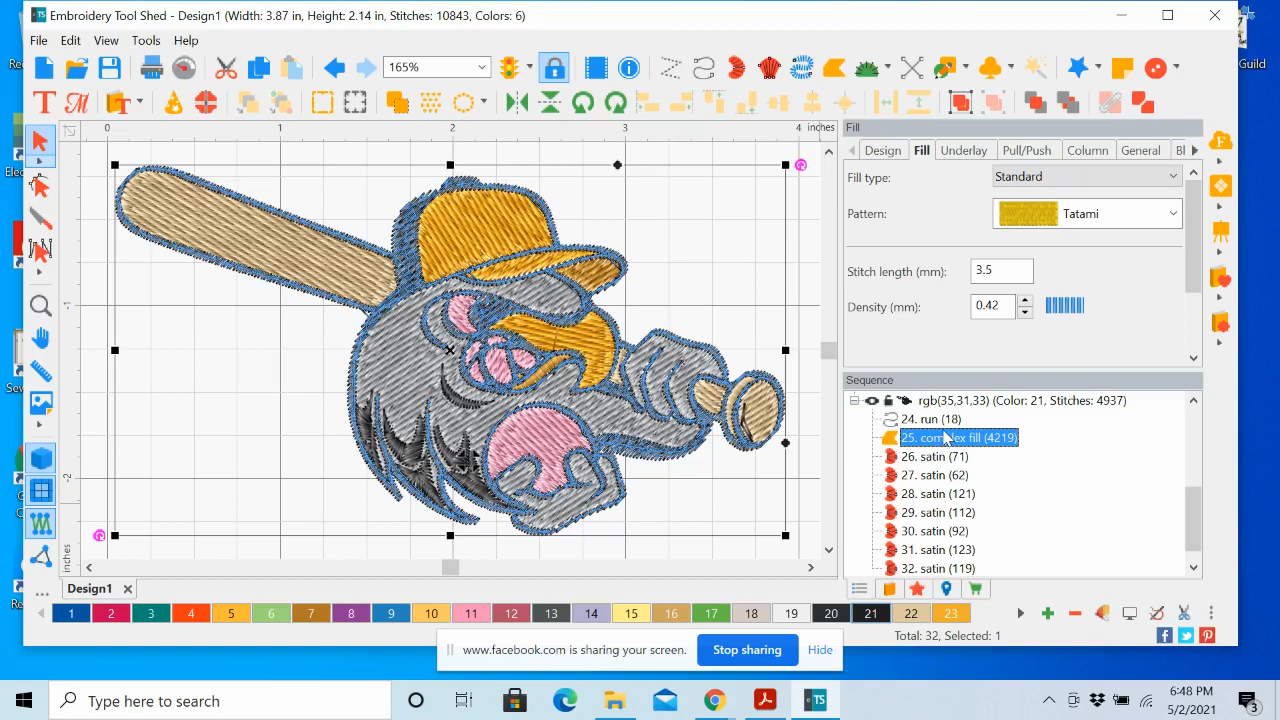 Embroidery Tool Shed - Design1 (Width: 3.87 in, Height: 2.14 in, Stitches: 10843, Colors: 6)
File Edit View Tools Help
165%
0 1 2 3 4 inches
-1
-2
inches
Fill
Design Fill Underlay Pull/Push Column General Bl
Fill type: Standard
Pattern: Tatami
Stitch length (mm): 3.5
Density (mm): 0.42
Sequence
rgb(35,31,33) (Color: 21, Stitches: 4937)
24. run (18)
25. complex fill (4219)
26. satin (71)
27. satin (62)
28. satin (121)
29. satin (112)
30. satin (92)
31. satin (123)
32. satin (119)
Design1
1 2 3 4 5 6 7 8 9 10 11 12 13 14 15 16 17 18 19 20 21 22 23
Total: 32, Selected: 1
www.facebook.com is sharing your screen. Stop sharing Hide
Guild
Type here to search
6:48 PM
5/2/2021
3